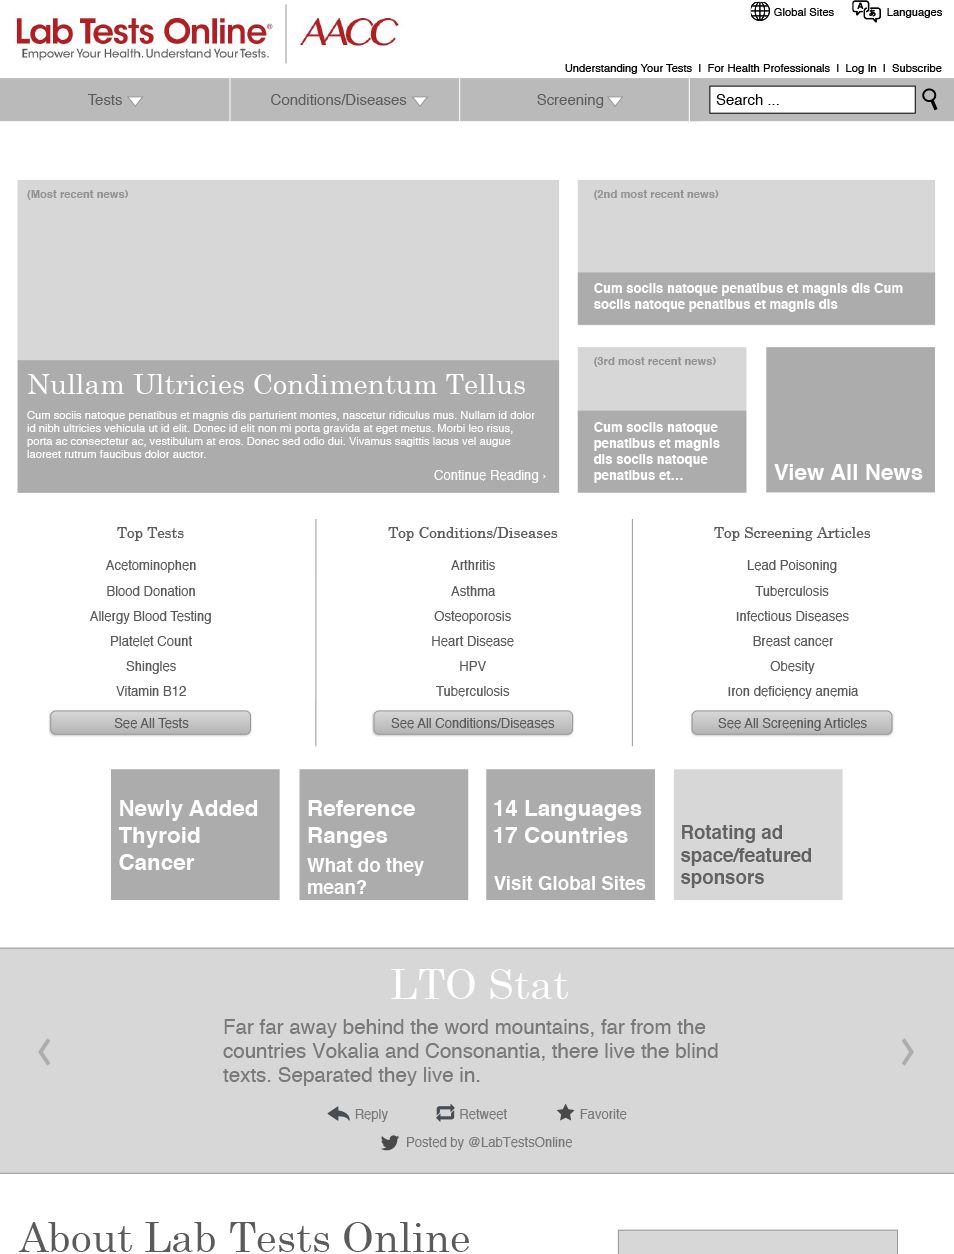 Lab Tests Online®
Empower Your Health. Understand Your Tests.
AACC
Global Sites
Languages
Understanding Your Tests | For Health Professionals | Log In | Subscribe
Tests
Conditions/Diseases
Screening
Search ...
(Most recent news)
Nullam Ultricies Condimentum Tellus
Cum sociis natoque penatibus et magnis dis parturient montes, nascetur ridiculus mus. Nullam id dolor
id nibh ultricies vehicula ut id elit. Donec id elit non mi porta gravida at eget metus. Morbi leo risus,
porta ac consectetur ac, vestibulum at eros. Donec sed odio dui. Vivamus sagittis lacus vel augue
laoreet rutrum faucibus dolor auctor.
Continue Reading ›
(2nd most recent news)
Cum sociis natoque penatibus et magnis dis Cum
sociis natoque penatibus et magnis dis
(3rd most recent news)
Cum sociis natoque
penatibus et magnis
dis sociis natoque
penatibus et...
View All News
Top Tests
Acetominophen
Blood Donation
Allergy Blood Testing
Platelet Count
Shingles
Vitamin B12
See All Tests
Top Conditions/Diseases
Arthritis
Asthma
Osteoporosis
Heart Disease
HPV
Tuberculosis
See All Conditions/Diseases
Top Screening Articles
Lead Poisoning
Tuberculosis
Infectious Diseases
Breast cancer
Obesity
Iron deficiency anemia
See All Screening Articles
Newly Added
Thyroid
Cancer
Reference
Ranges
What do they
mean?
14 Languages
17 Countries
Visit Global Sites
Rotating ad
space/featured
sponsors
LTO Stat
Far far away behind the word mountains, far from the
countries Vokalia and Consonantia, there live the blind
texts. Separated they live in.
Reply
Retweet
Favorite
Posted by @LabTestsOnline
About Lab Tests Online